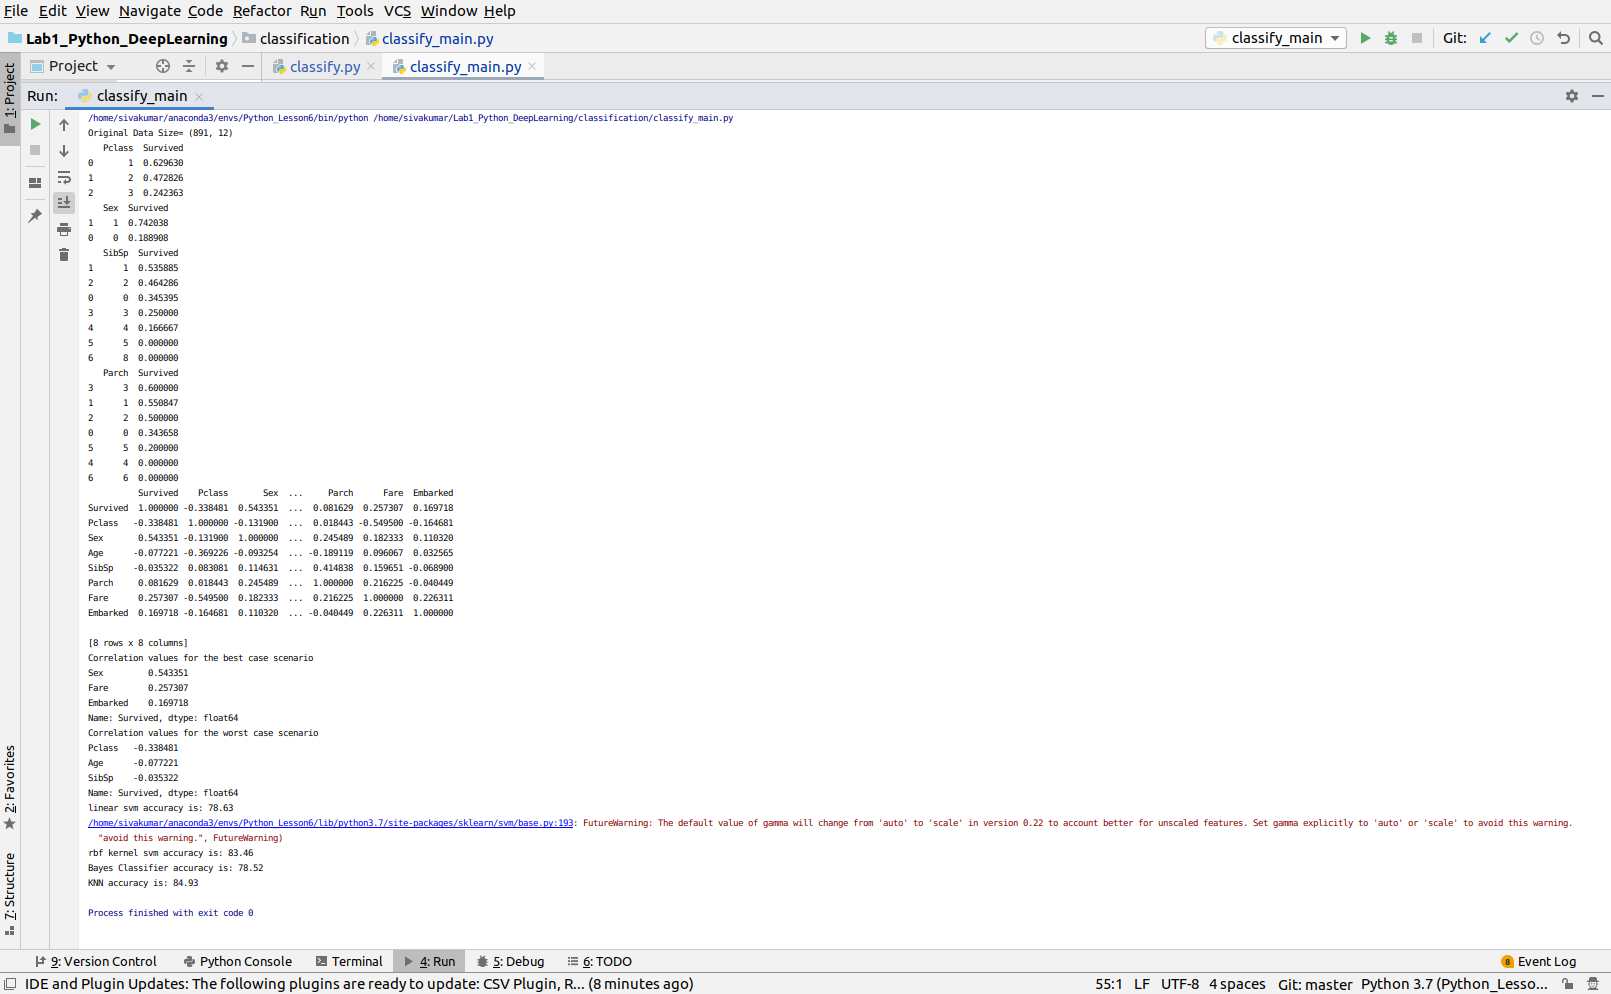 File Edit View Navigate Code Refactor Run Tools VCS Window Help
Lab1_Python_DeepLearning classification classify_main.py classify_main Git:
1: Project
Project classify.py classify_main.py
Run: classify_main
/home/sivakumar/anaconda3/envs/Python_Lesson6/bin/python /home/sivakumar/Lab1_Python_DeepLearning/classification/classify_main.py
Original Data Size= (891, 12)
   Pclass  Survived
0       1  0.629630
1       2  0.472826
2       3  0.242363
   Sex  Survived
1    1  0.742038
0    0  0.188908
   SibSp  Survived
1      1  0.535885
2      2  0.464286
0      0  0.345395
3      3  0.250000
4      4  0.166667
5      5  0.000000
6      8  0.000000
   Parch  Survived
3      3  0.600000
1      1  0.550847
2      2  0.500000
0      0  0.343658
5      5  0.200000
4      4  0.000000
6      6  0.000000
          Survived    Pclass       Sex  ...     Parch      Fare  Embarked
Survived  1.000000 -0.338481  0.543351  ...  0.081629  0.257307  0.169718
Pclass   -0.338481  1.000000 -0.131900  ...  0.018443 -0.549500 -0.164681
Sex       0.543351 -0.131900  1.000000  ...  0.245489  0.182333  0.110320
Age      -0.077221 -0.369226 -0.093254  ... -0.189119  0.096067  0.032565
SibSp    -0.035322  0.083081  0.114631  ...  0.414838  0.159651 -0.068900
Parch     0.081629  0.018443  0.245489  ...  1.000000  0.216225 -0.040449
Fare      0.257307 -0.549500  0.182333  ...  0.216225  1.000000  0.226311
Embarked  0.169718 -0.164681  0.110320  ... -0.040449  0.226311  1.000000
[8 rows x 8 columns]
Correlation values for the best case scenario
Sex         0.543351
Fare        0.257307
Embarked    0.169718
Name: Survived, dtype: float64
Correlation values for the worst case scenario
Pclass   -0.338481
Age      -0.077221
SibSp    -0.035322
Name: Survived, dtype: float64
linear svm accuracy is: 78.63
/home/sivakumar/anaconda3/envs/Python_Lesson6/lib/python3.7/site-packages/sklearn/svm/base.py:193: FutureWarning: The default value of gamma will change from 'auto' to 'scale' in version 0.22 to account better for unscaled features. Set gamma explicitly to 'auto' or 'scale' to avoid this warning.
  "avoid this warning.", FutureWarning)
rbf kernel svm accuracy is: 83.46
Bayes Classifier accuracy is: 78.52
KNN accuracy is: 84.93
Process finished with exit code 0
2: Favorites
7: Structure
9: Version Control Python Console Terminal 4: Run 5: Debug 6: TODO 8 Event Log
IDE and Plugin Updates: The following plugins are ready to update: CSV Plugin, R... (8 minutes ago) 55:1 LF UTF-8 4 spaces Git: master Python 3.7 (Python_Lesso...